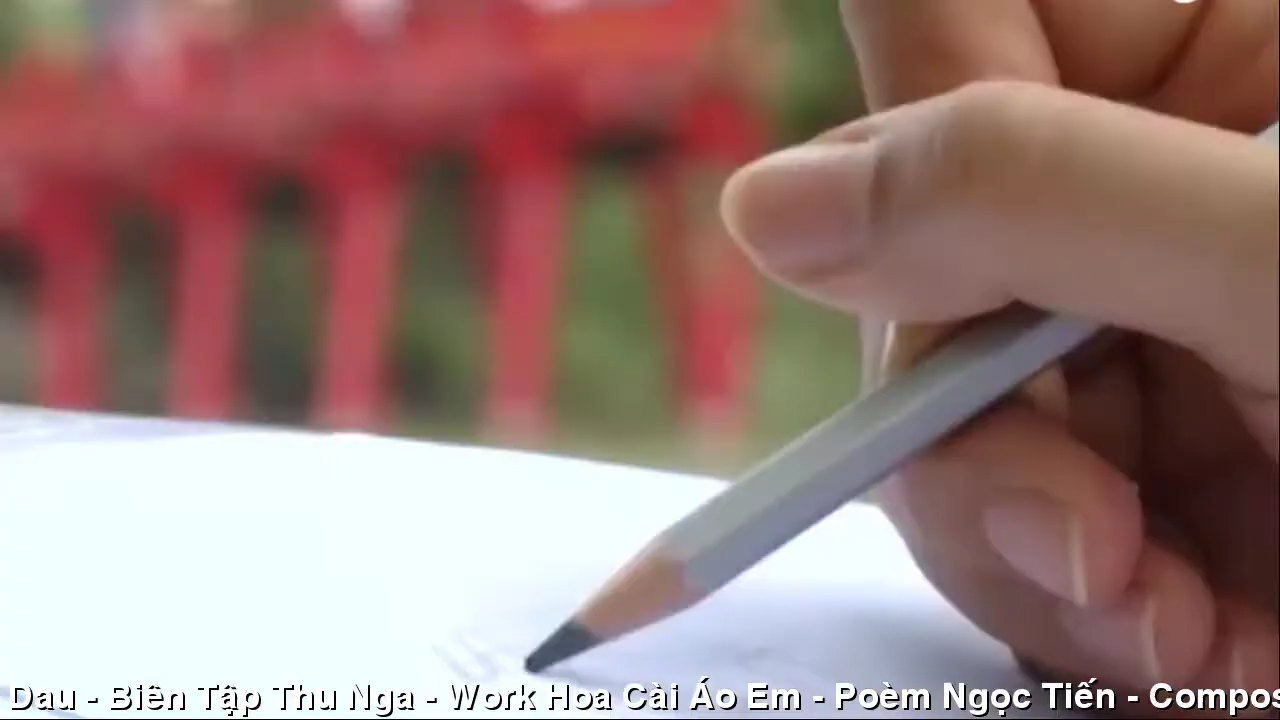 Dau - Biên Tập Thu Nga - Work Hoa Cài Áo Em - Poèm Ngọc Tiến - Compos